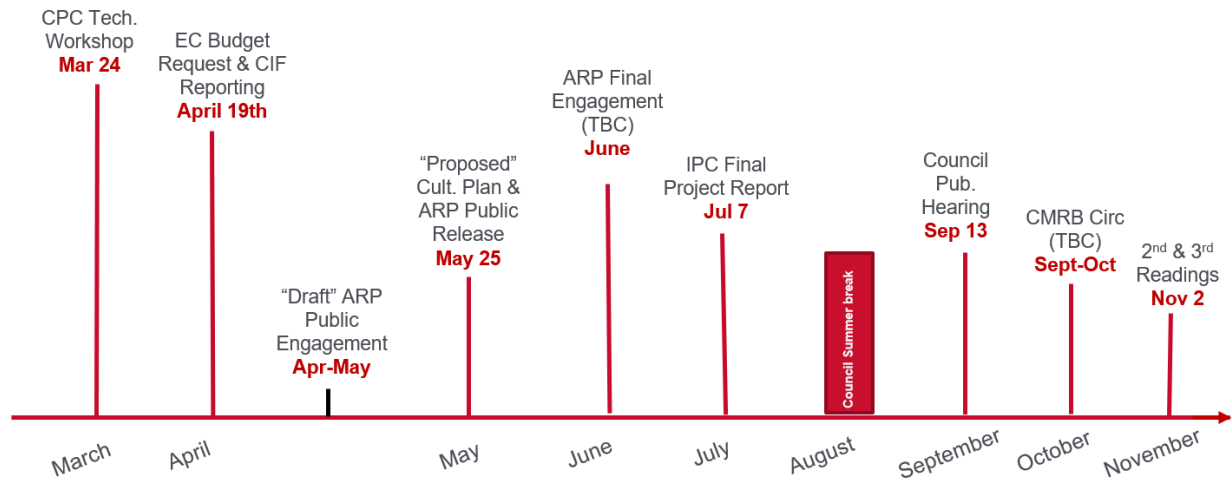 CPC Tech.
Workshop
Mar 24
EC Budget
Request & CIF
Reporting
April 19th
“Draft” ARP
Public
Engagement
Apr-May
“Proposed”
Cult. Plan &
ARP Public
Release
May 25
ARP Final
Engagement
(TBC)
June
IPC Final
Project Report
Jul 7
Council Summer break
Council
Pub.
Hearing
Sep 13
CMRB Circ
(TBC)
Sept-Oct
2nd & 3rd
Readings
Nov 2
March
April
May
June
July
August
September
October
November